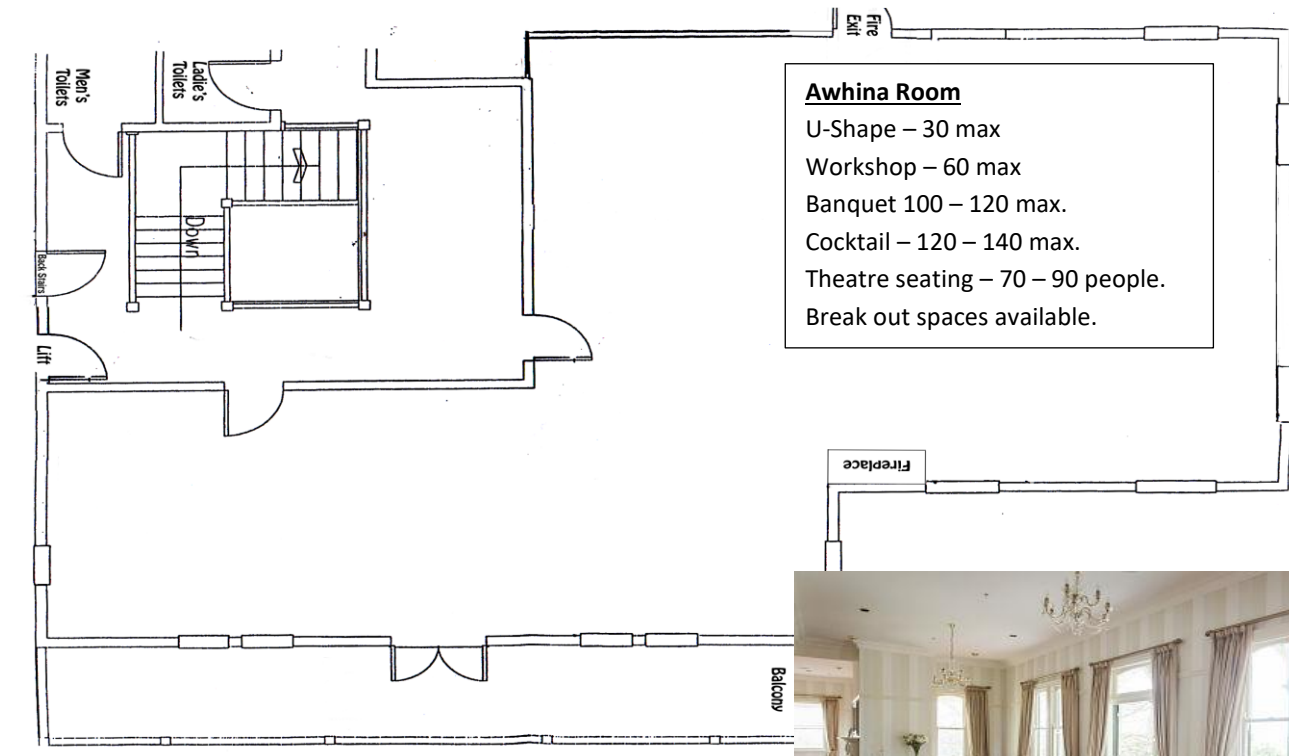 Fire
Exit
Men's
Toilets
Ladie's
Toilets
Awhina Room
U-Shape – 30 max
Workshop – 60 max
Banquet 100 – 120 max.
Cocktail – 120 – 140 max.
Theatre seating – 70 – 90 people.
Break out spaces available.
Down
Back Stairs
Lift
Fireplace
Balcony